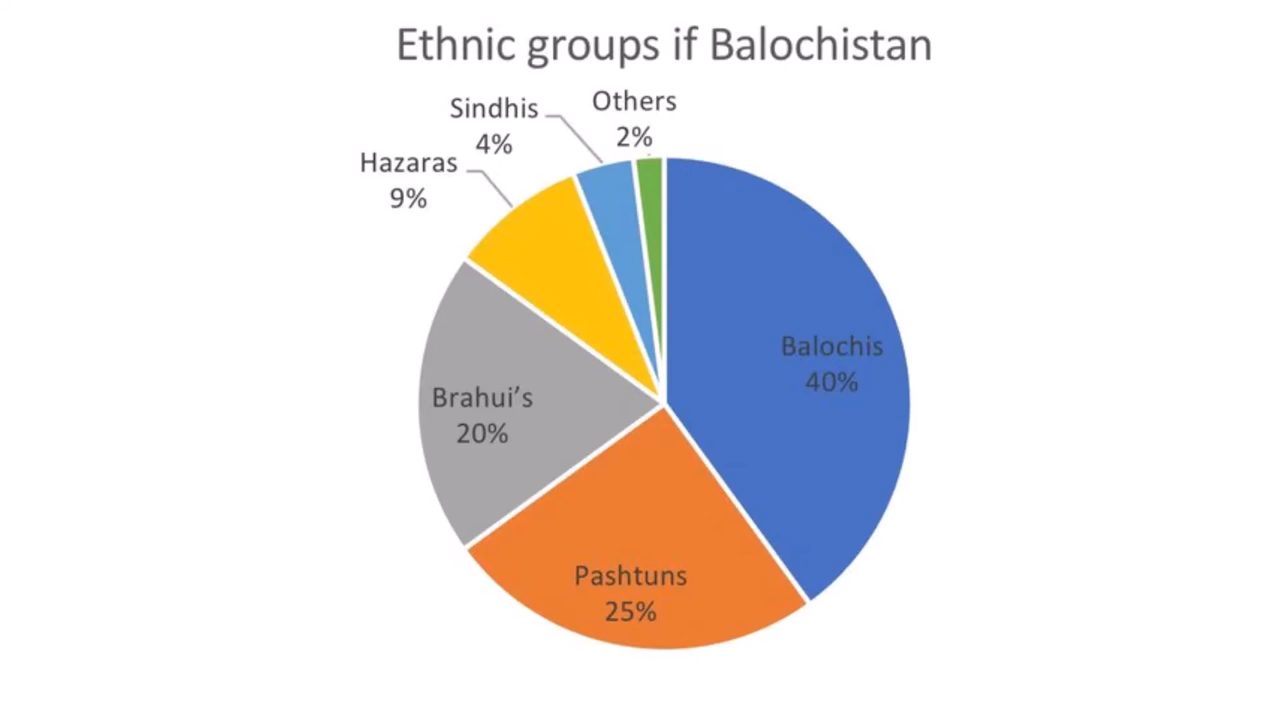 Ethnic groups if Balochistan
Others
2%
Sindhis
4%
Hazaras
9%
Balochis
40%
Brahui’s
20%
Pashtuns
25%